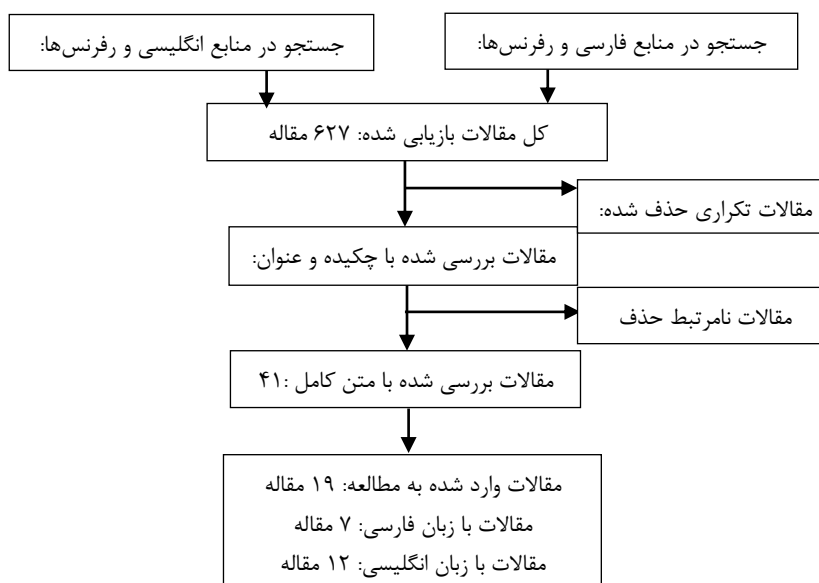 جستجو در منابع فارسی و رفرنس‌ها:
جستجو در منابع انگلیسی و رفرنس‌ها:
کل مقالات بازیابی شده: ۶۲۷ مقاله
مقالات تکراری حذف شده:
مقالات بررسی شده با چکیده و عنوان:
مقالات نامرتبط حذف
مقالات بررسی شده با متن کامل :۴۱
مقالات وارد شده به مطالعه: ۱۹ مقاله
مقالات با زبان فارسی: ۷ مقاله
مقالات با زبان انگلیسی: ۱۲ مقاله